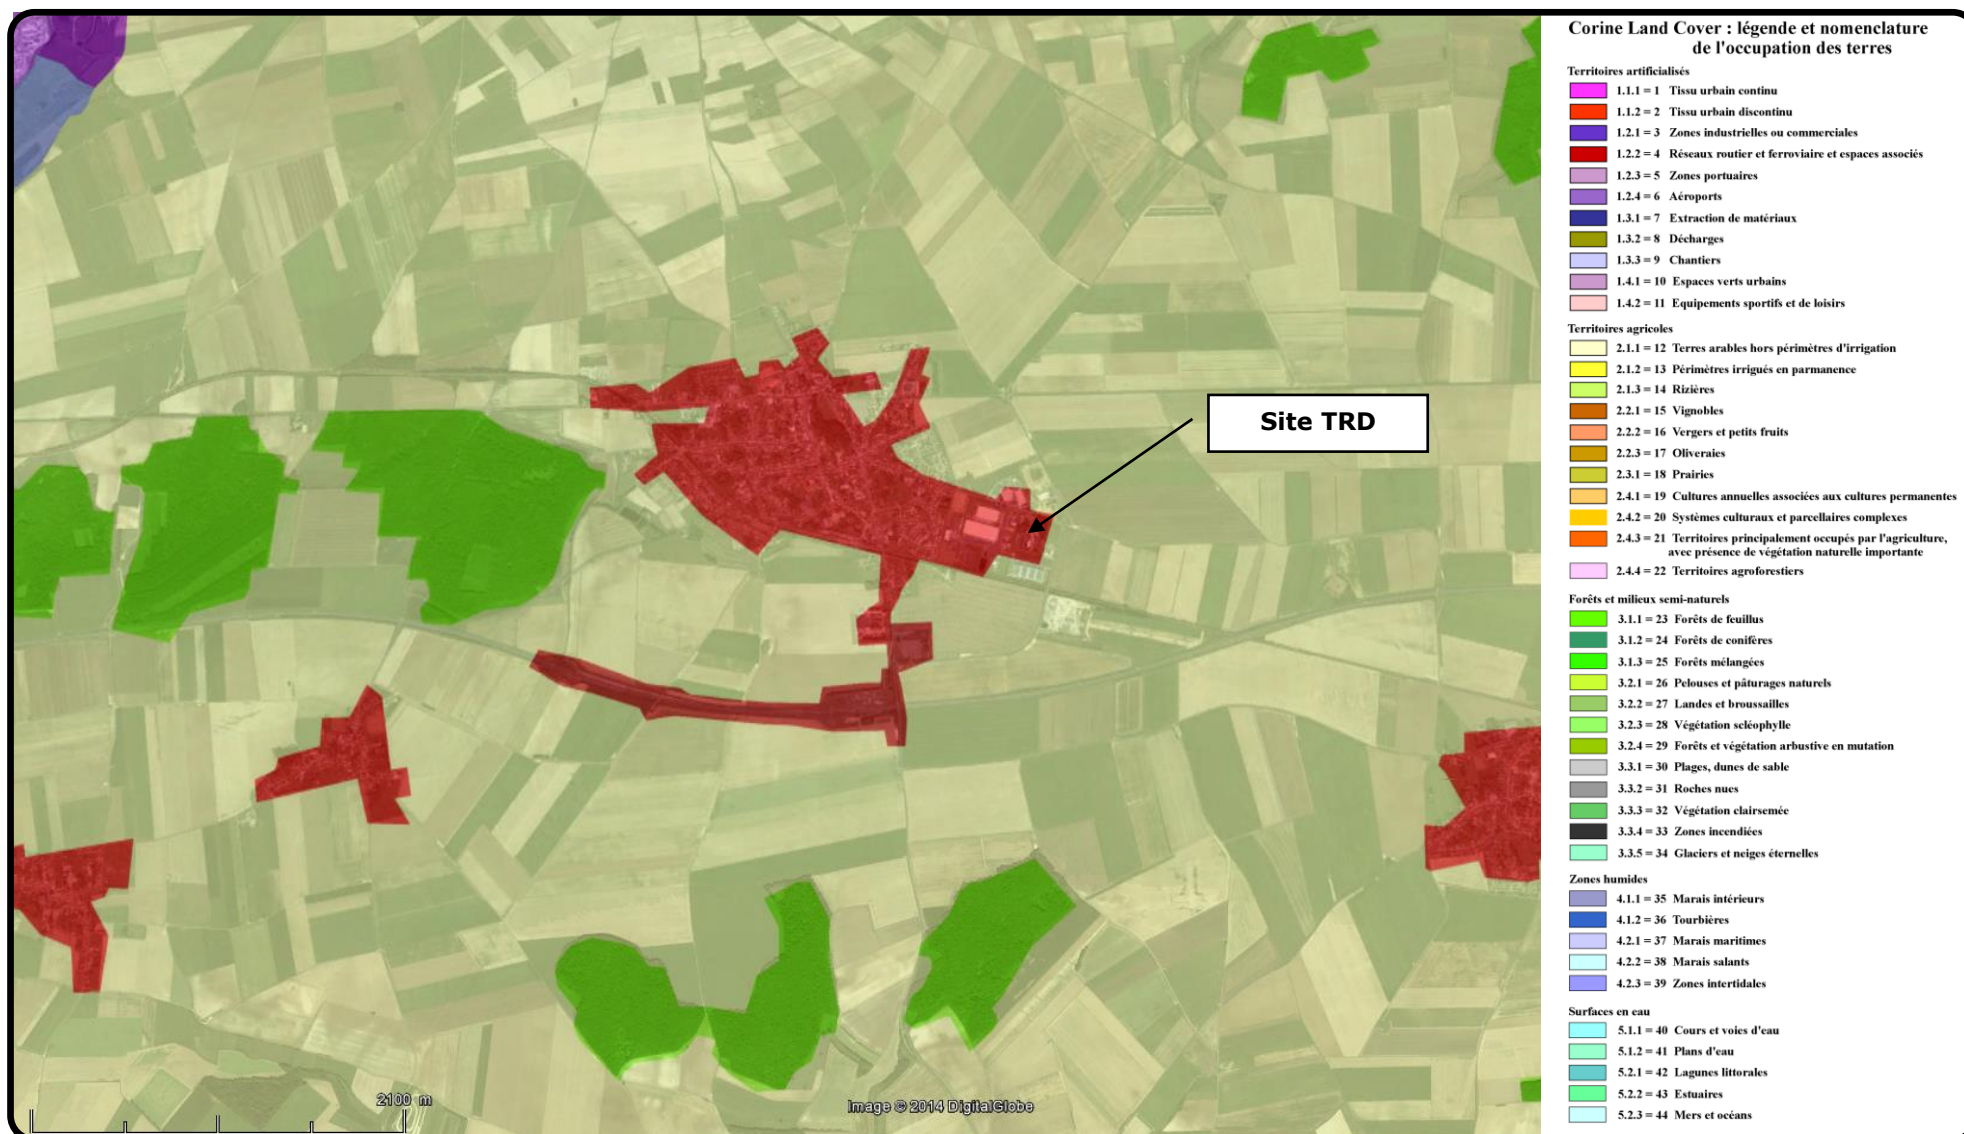 Corine Land Cover : légende et nomenclature
de l'occupation des terres
Territoires artificialisés
1.1.1 = 1 Tissu urbain continu
1.1.2 = 2 Tissu urbain discontinu
1.2.1 = 3 Zones industrielles ou commerciales
1.2.2 = 4 Réseaux routier et ferroviaire et espaces associés
1.2.3 = 5 Zones portuaires
1.2.4 = 6 Aéroports
1.3.1 = 7 Extraction de matériaux
1.3.2 = 8 Décharges
1.3.3 = 9 Chantiers
1.4.1 = 10 Espaces verts urbains
1.4.2 = 11 Equipements sportifs et de loisirs
Territoires agricoles
2.1.1 = 12 Terres arables hors périmètres d'irrigation
2.1.2 = 13 Périmètres irrigués en parmanence
2.1.3 = 14 Rizières
2.2.1 = 15 Vignobles
2.2.2 = 16 Vergers et petits fruits
2.2.3 = 17 Oliveraies
2.3.1 = 18 Prairies
2.4.1 = 19 Cultures annuelles associées aux cultures permanentes
2.4.2 = 20 Systèmes culturaux et parcellaires complexes
2.4.3 = 21 Territoires principalement occupés par l'agriculture,
avec présence de végétation naturelle importante
2.4.4 = 22 Territoires agroforestiers
Forêts et milieux semi-naturels
3.1.1 = 23 Forêts de feuillus
3.1.2 = 24 Forêts de conifères
3.1.3 = 25 Forêts mélangées
3.2.1 = 26 Pelouses et pâturages naturels
3.2.2 = 27 Landes et broussailles
3.2.3 = 28 Végétation scléophylle
3.2.4 = 29 Forêts et végétation arbustive en mutation
3.3.1 = 30 Plages, dunes de sable
3.3.2 = 31 Roches nues
3.3.3 = 32 Végétation clairsemée
3.3.4 = 33 Zones incendiées
3.3.5 = 34 Glaciers et neiges éternelles
Zones humides
4.1.1 = 35 Marais intérieurs
4.1.2 = 36 Tourbières
4.2.1 = 37 Marais maritimes
4.2.2 = 38 Marais salants
4.2.3 = 39 Zones intertidales
Surfaces en eau
5.1.1 = 40 Cours et voies d'eau
5.1.2 = 41 Plans d'eau
5.2.1 = 42 Lagunes littorales
5.2.2 = 43 Estuaires
5.2.3 = 44 Mers et océans
Site TRD
2100 m
Image © 2014 DigitalGlobe